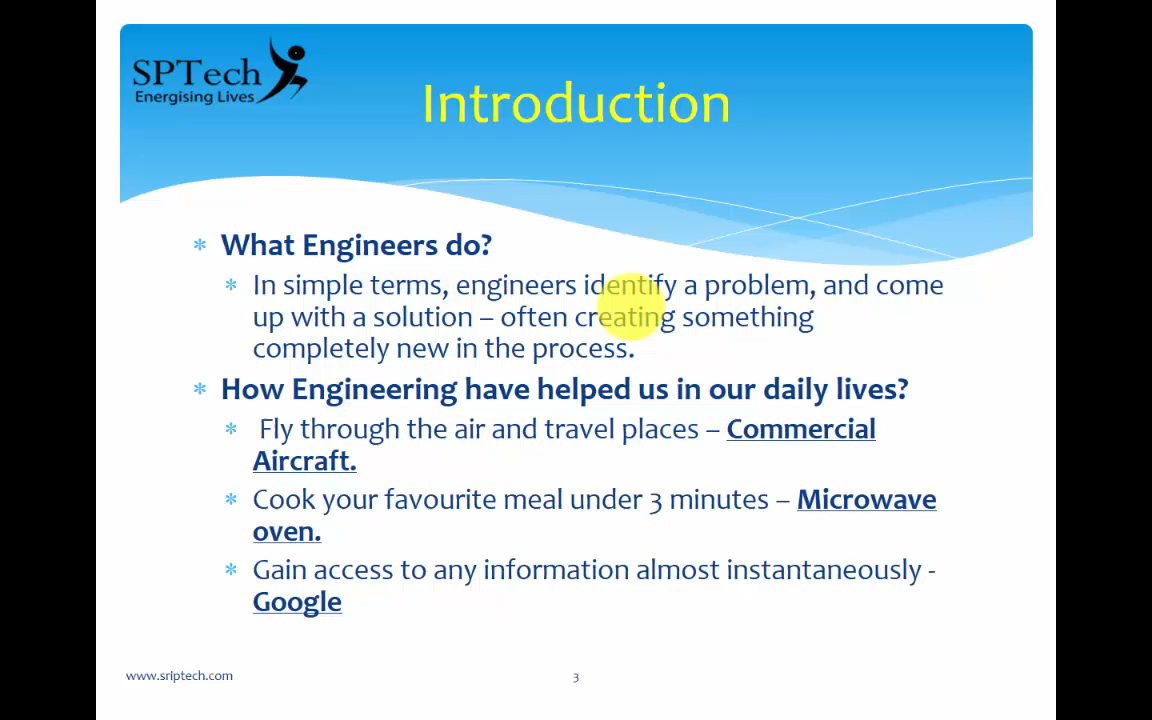 SPTech
Energising Lives
Introduction
* What Engineers do?
* In simple terms, engineers identify a problem, and come
up with a solution – often creating something
completely new in the process.
* How Engineering have helped us in our daily lives?
* Fly through the air and travel places – Commercial
Aircraft.
* Cook your favourite meal under 3 minutes – Microwave
oven.
* Gain access to any information almost instantaneously -
Google
www.sriptech.com
3